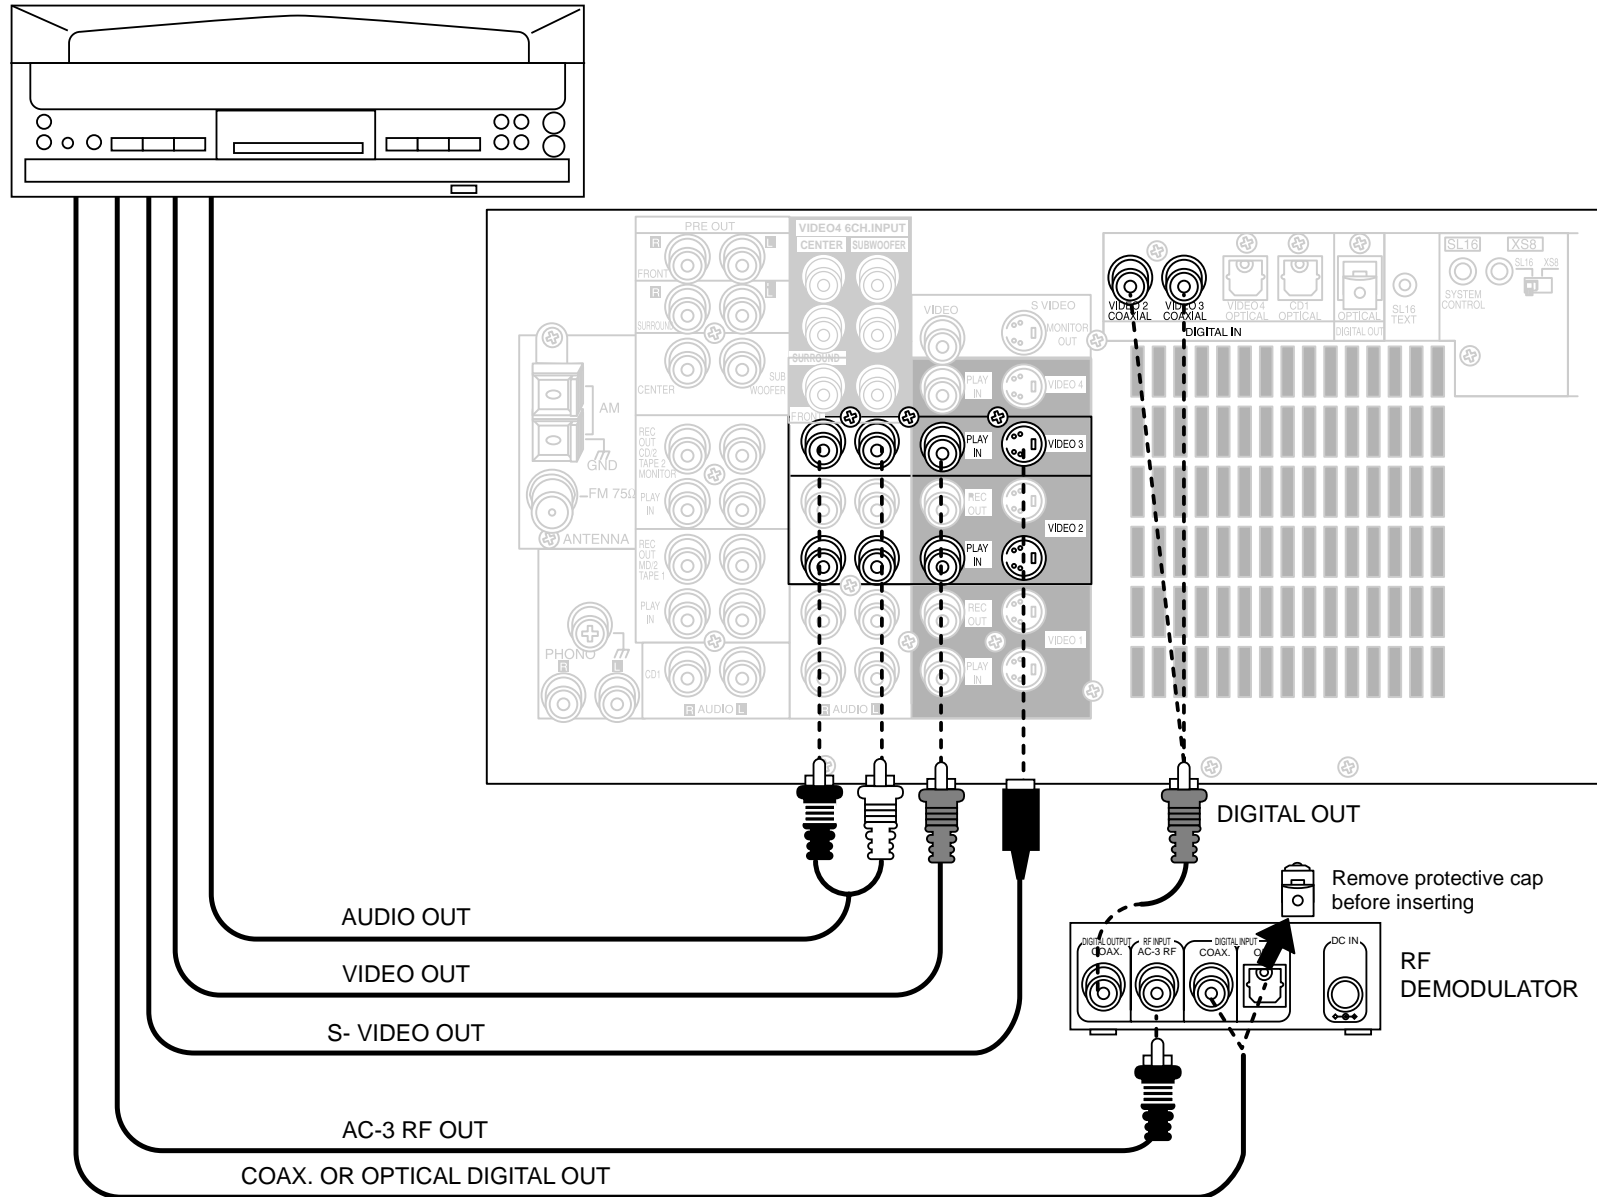 PRE OUT
R
L
FRONT
R
L
SURROUND
CENTER
SUB
WOOFER
VIDEO4 6CH.INPUT
CENTER
SUBWOOFER
SURROUND
FRONT
VIDEO
S VIDEO
MONITOR
OUT
PLAY
IN
VIDEO 4
PLAY
IN
VIDEO 3
REC
OUT
VIDEO 2
PLAY
IN
REC
OUT
VIDEO 1
PLAY
IN
VIDEO 2
COAXIAL
VIDEO 3
COAXIAL
VIDEO 4
OPTICAL
CD1
OPTICAL
OPTICAL
DIGITAL IN
DIGITAL OUT
SL16
TEXT
SL16
XS8
SL16
XS8
SYSTEM
CONTROL
AM
GND
FM 75Ω
ANTENNA
REC
OUT
CD/2
TAPE 2
MONITOR
PLAY
IN
REC
OUT
MD/2
TAPE 1
PLAY
IN
PHONO
R
L
CD1
R AUDIO L
R AUDIO L
DIGITAL OUT
Remove protective cap
before inserting
AUDIO OUT
VIDEO OUT
S- VIDEO OUT
AC-3 RF OUT
COAX. OR OPTICAL DIGITAL OUT
DIGITAL OUTPUT
COAX.
RF INPUT
AC-3 RF
DIGITAL INPUT
COAX.
DC IN
RF
DEMODULATOR